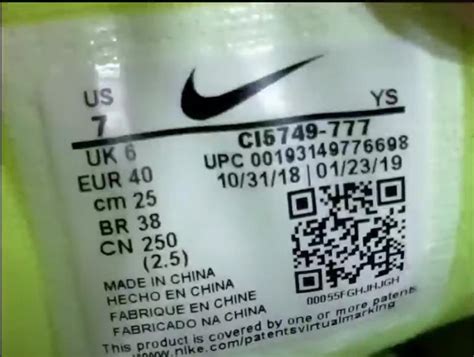 US
7
YS
UK 6
CI5749-777
EUR 40
UPC 00193149776698
cm 25
10/31/18 | 01/23/19
BR 38
CN 250
(2.5)
MADE IN CHINA
HECHO EN CHINA
FABRIQUE EN CHINE
FABRICADO NA CHINA
00055FGHJHJGH
This product is covered by one or more patents
www.nike.com/patentsvirtualmarking